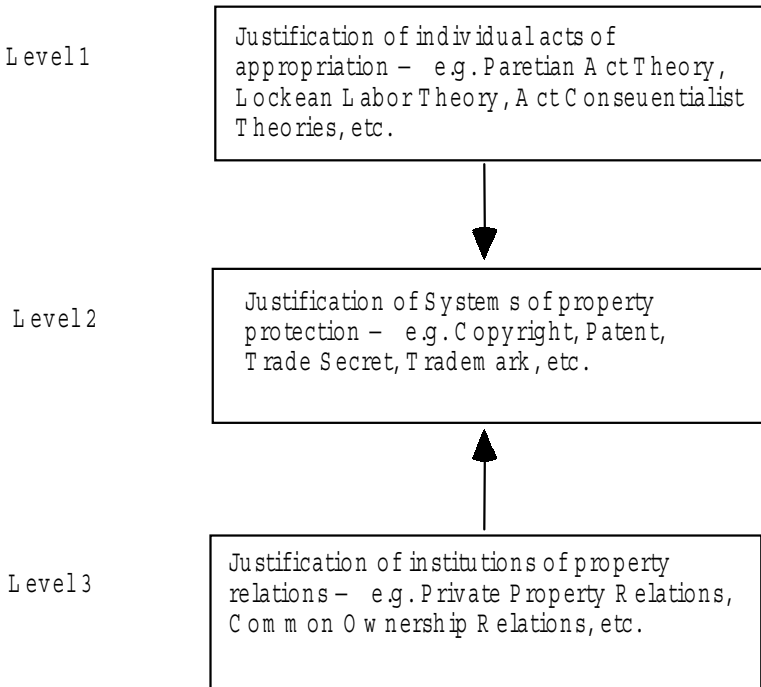 Level 1
Justification of individual acts of
appropriation – e.g. Paretian Act Theory,
Lockean Labor Theory, Act Conseuentialist
Theories, etc.
Level 2
Justification of Systems of property
protection – e.g. Copyright, Patent,
Trade Secret, Trademark, etc.
Level 3
Justification of institutions of property
relations – e.g. Private Property Relations,
Common Ownership Relations, etc.